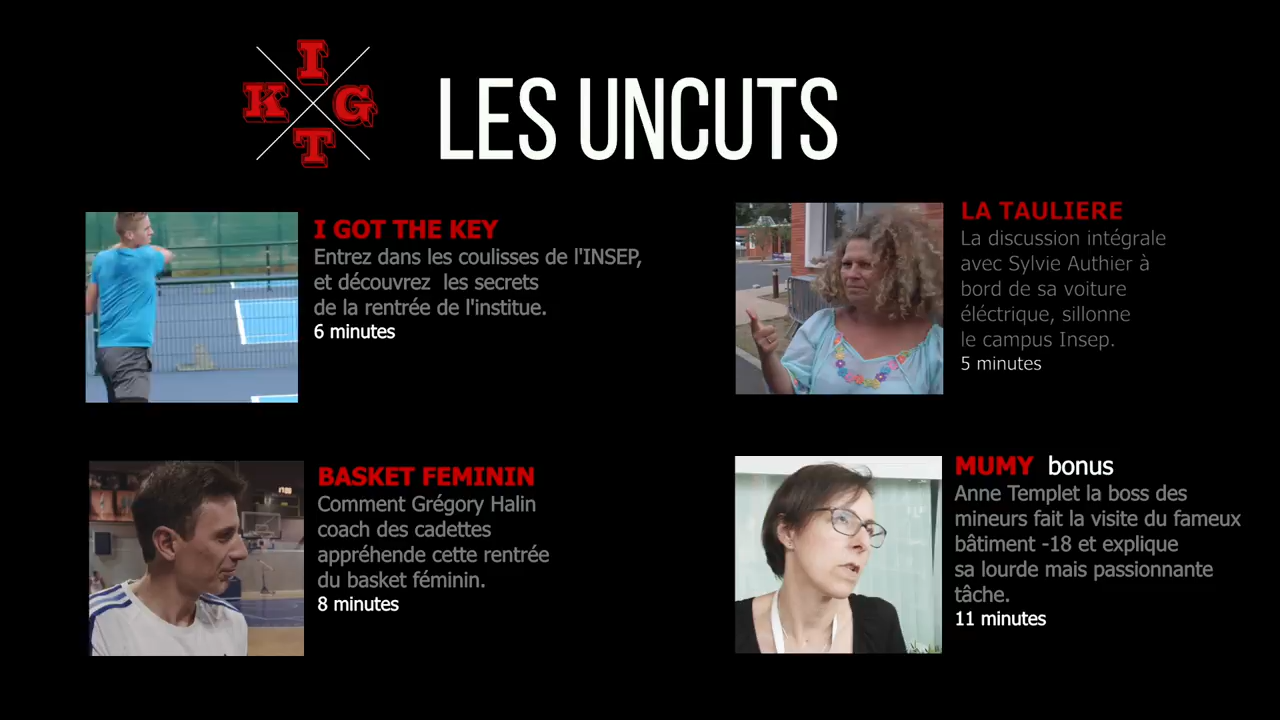 I
K G
T
LES UNCUTS
I GOT THE KEY
Entrez dans les coulisses de l'INSEP,
et découvrez les secrets
de la rentrée de l'institue.
6 minutes
LA TAULIERE
La discussion intégrale
avec Sylvie Authier à
bord de sa voiture
éléctrique, sillonne
le campus Insep.
5 minutes
BASKET FEMININ
Comment Grégory Halin
coach des cadettes
appréhende cette rentrée
du basket féminin.
8 minutes
MUMY bonus
Anne Templet la boss des
mineurs fait la visite du fameux
bâtiment -18 et explique
sa lourde mais passionnante
tâche.
11 minutes